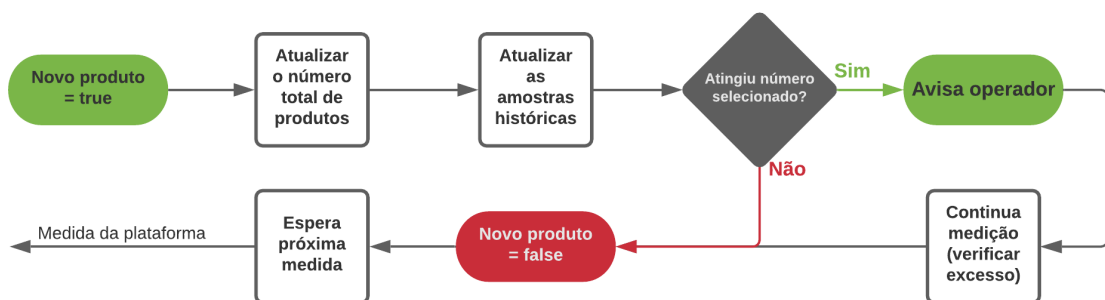 Novo produto
= true
Atualizar
o número
total de
produtos
Atualizar
as
amostras
históricas
Atingiu número
selecionado?
Sim
Avisa operador
Não
Continua
medição
(verificar
excesso)
Novo produto
= false
Espera
próxima
medida
Medida da plataforma